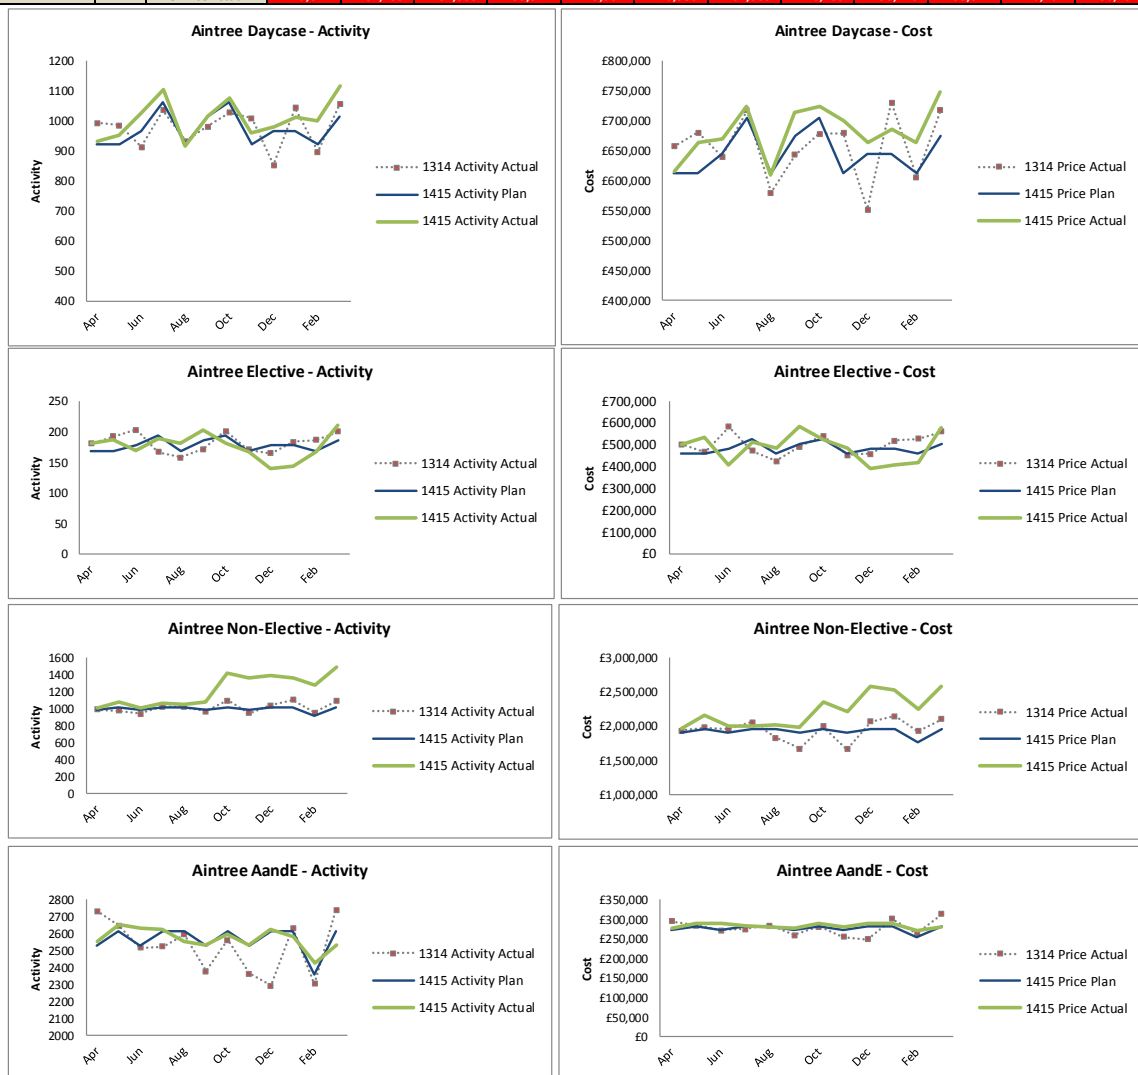 Aintree Daycase - Activity
1200
1100
1000
900
800
700
600
500
400
Activity
Apr
Jun
Aug
Oct
Dec
Feb
1314 Activity Actual
1415 Activity Plan
1415 Activity Actual
Aintree Daycase - Cost
£800,000
£750,000
£700,000
£650,000
£600,000
£550,000
£500,000
£450,000
£400,000
Cost
Apr
Jun
Aug
Oct
Dec
Feb
1314 Price Actual
1415 Price Plan
1415 Price Actual
Aintree Elective - Activity
250
200
150
100
50
0
Activity
Apr
Jun
Aug
Oct
Dec
Feb
1314 Activity Actual
1415 Activity Plan
1415 Activity Actual
Aintree Elective - Cost
£700,000
£600,000
£500,000
£400,000
£300,000
£200,000
£100,000
£0
Cost
Apr
Jun
Aug
Oct
Dec
Feb
1314 Price Actual
1415 Price Plan
1415 Price Actual
Aintree Non-Elective - Activity
1600
1400
1200
1000
800
600
400
200
0
Activity
Apr
Jun
Aug
Oct
Dec
Feb
1314 Activity Actual
1415 Activity Plan
1415 Activity Actual
Aintree Non-Elective - Cost
£3,000,000
£2,500,000
£2,000,000
£1,500,000
£1,000,000
Cost
Apr
Jun
Aug
Oct
Dec
Feb
1314 Price Actual
1415 Price Plan
1415 Price Actual
Aintree AandE - Activity
2800
2700
2600
2500
2400
2300
2200
2100
2000
Activity
Apr
Jun
Aug
Oct
Dec
Feb
1314 Activity Actual
1415 Activity Plan
1415 Activity Actual
Aintree AandE - Cost
£350,000
£300,000
£250,000
£200,000
£150,000
£100,000
£50,000
£0
Cost
Apr
Jun
Aug
Oct
Dec
Feb
1314 Price Actual
1415 Price Plan
1415 Price Actual